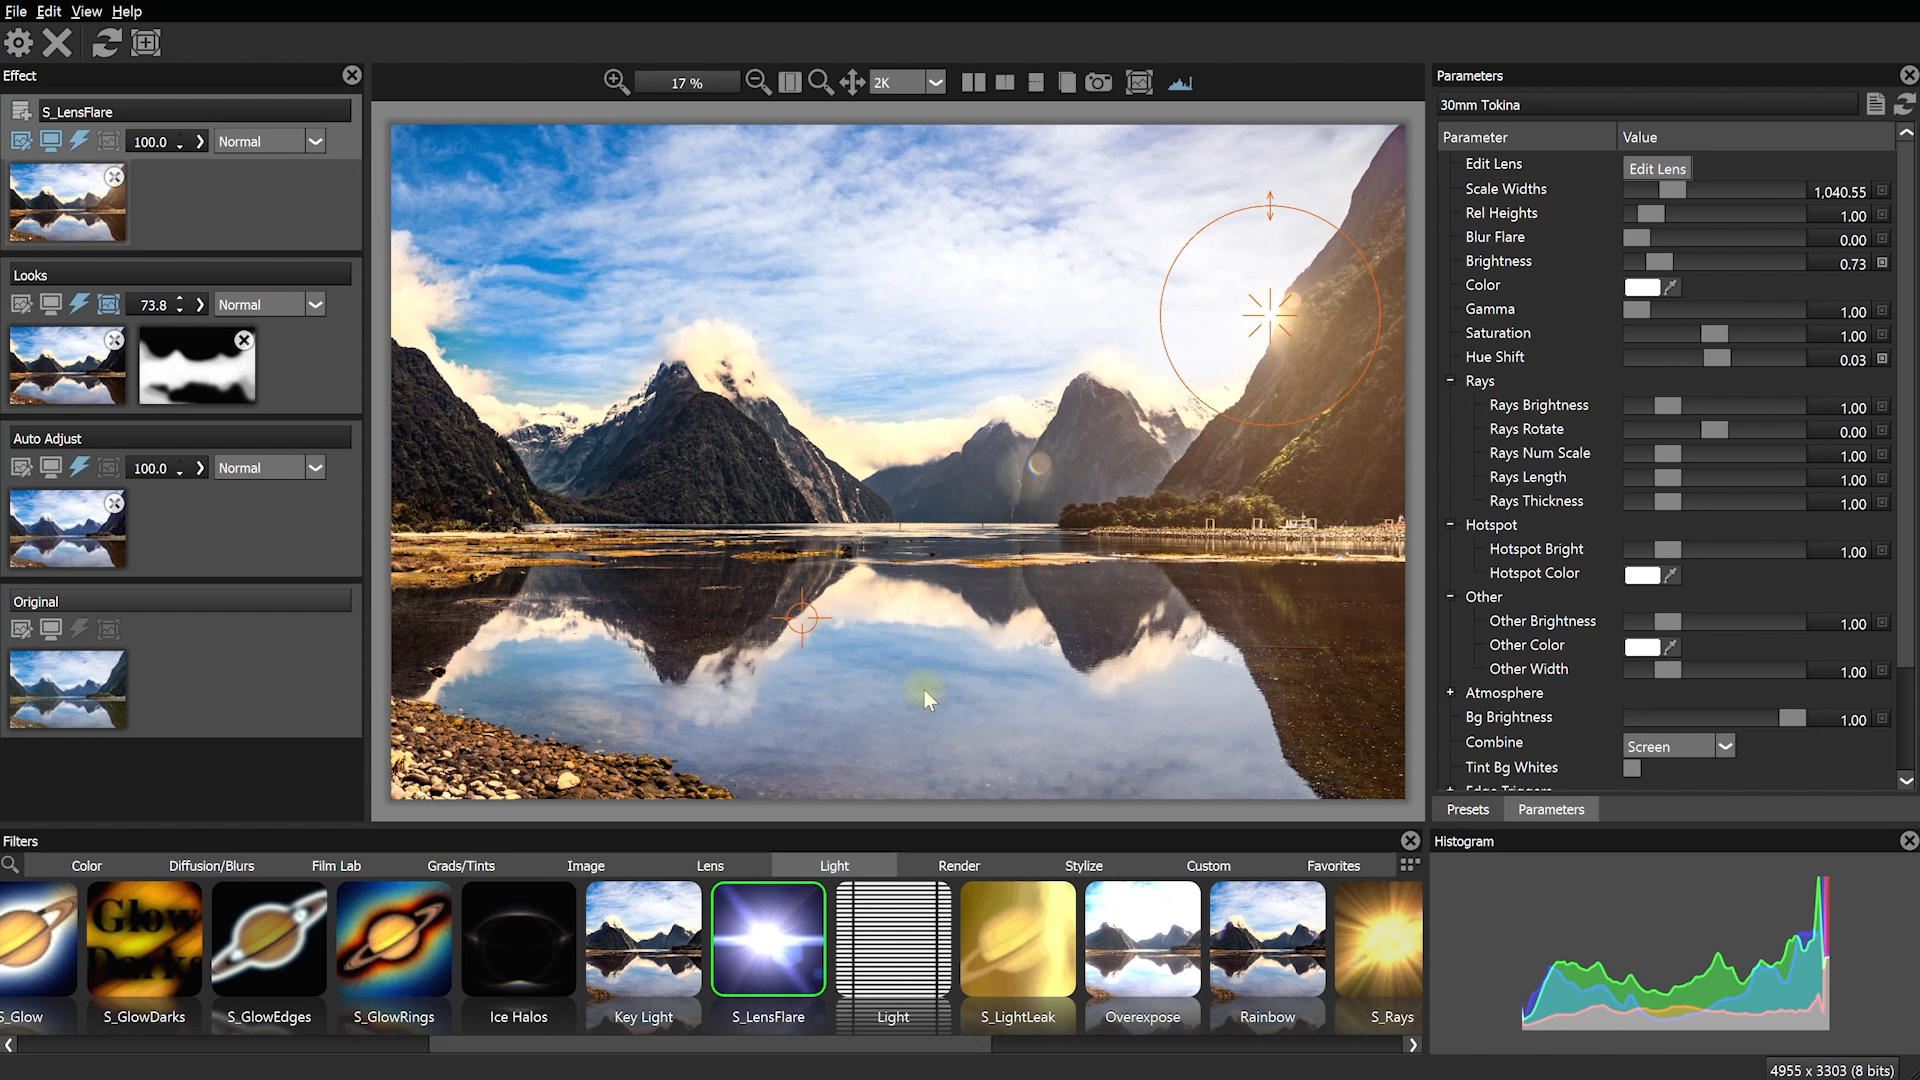 File Edit View Help
Effect
S_LensFlare
100.0 Normal
Looks
73.8 Normal
Auto Adjust
100.0 Normal
Original
17 %
2K
Parameters
30mm Tokina
Parameter Value
Edit Lens Edit Lens
Scale Widths 1,040.55
Rel Heights 1.00
Blur Flare 0.00
Brightness 0.73
Color
Gamma 1.00
Saturation 1.00
Hue Shift 0.03
Rays
Rays Brightness 1.00
Rays Rotate 0.00
Rays Num Scale 1.00
Rays Length 1.00
Rays Thickness 1.00
Hotspot
Hotspot Bright 1.00
Hotspot Color
Other
Other Brightness 1.00
Other Color
Other Width 1.00
Atmosphere
Bg Brightness 1.00
Combine Screen
Tint Bg Whites
Edge Triggers
Presets Parameters
Filters
Color Diffusion/Blurs Film Lab Grads/Tints Image Lens Light Render Stylize Custom Favorites
Glow
Darks
S_Glow S_GlowDarks S_GlowEdges S_GlowRings Ice Halos Key Light S_LensFlare Light S_LightLeak Overexpose Rainbow S_Rays
Histogram
4955 x 3303 (8 bits)